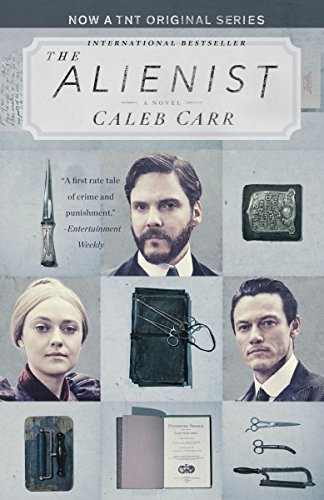 NOW A TNT ORIGINAL SERIES
INTERNATIONAL BESTSELLER
THE
ALIENIST
A NOVEL
CALEB CARR
“A first rate tale
of crime and
punishment.”
-Entertainment
Weekly